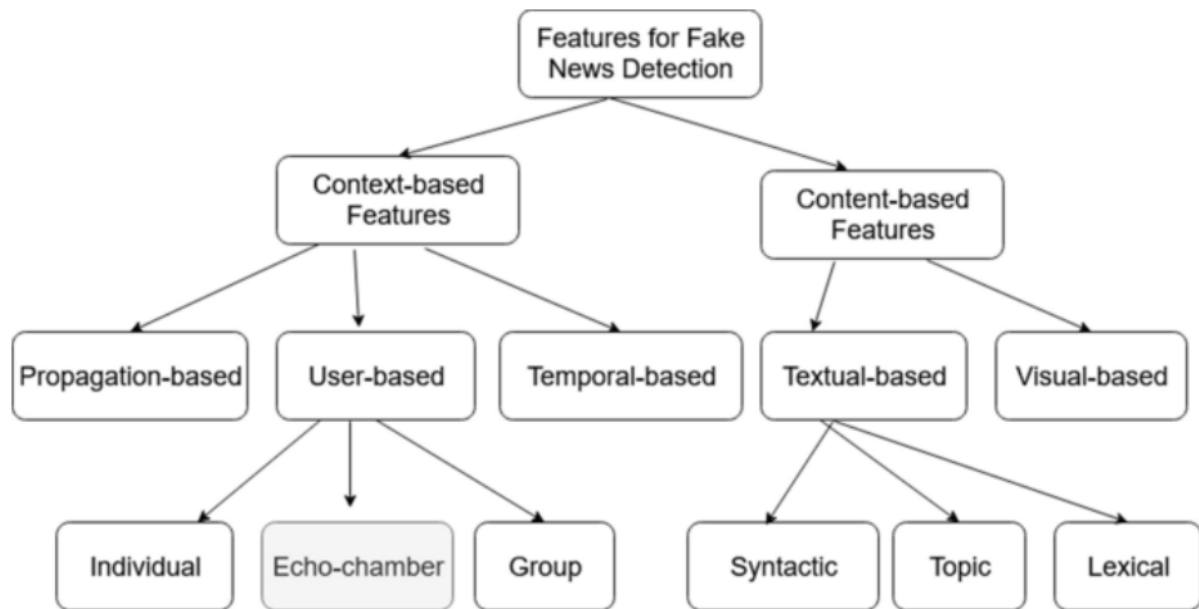 Features for Fake
News Detection
Context-based
Features
Content-based
Features
Propagation-based
User-based
Temporal-based
Textual-based
Visual-based
Individual
Echo-chamber
Group
Syntactic
Topic
Lexical